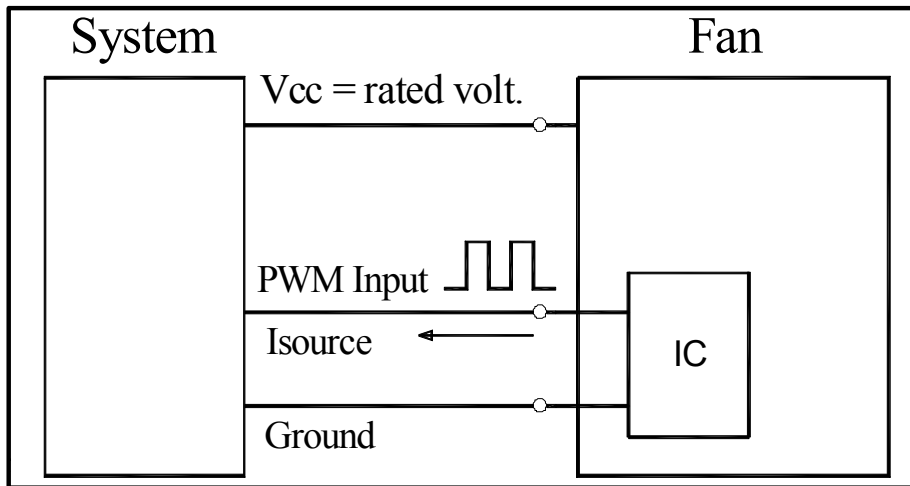 System
Fan
Vcc = rated volt.
PWM Input
Isource
IC
Ground